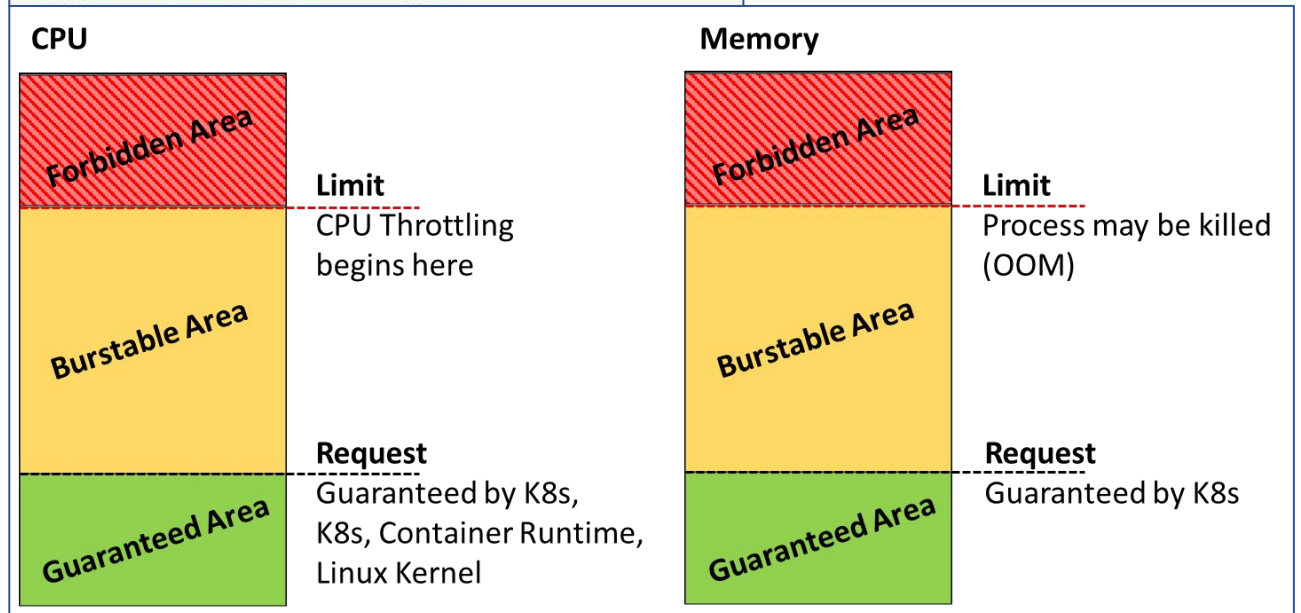 CPU
Forbidden Area
Limit
CPU Throttling
begins here
Burstable Area
Request
Guaranteed by K8s,
K8s, Container Runtime,
Linux Kernel
Guaranteed Area
Memory
Forbidden Area
Limit
Process may be killed
(OOM)
Burstable Area
Request
Guaranteed by K8s
Guaranteed Area